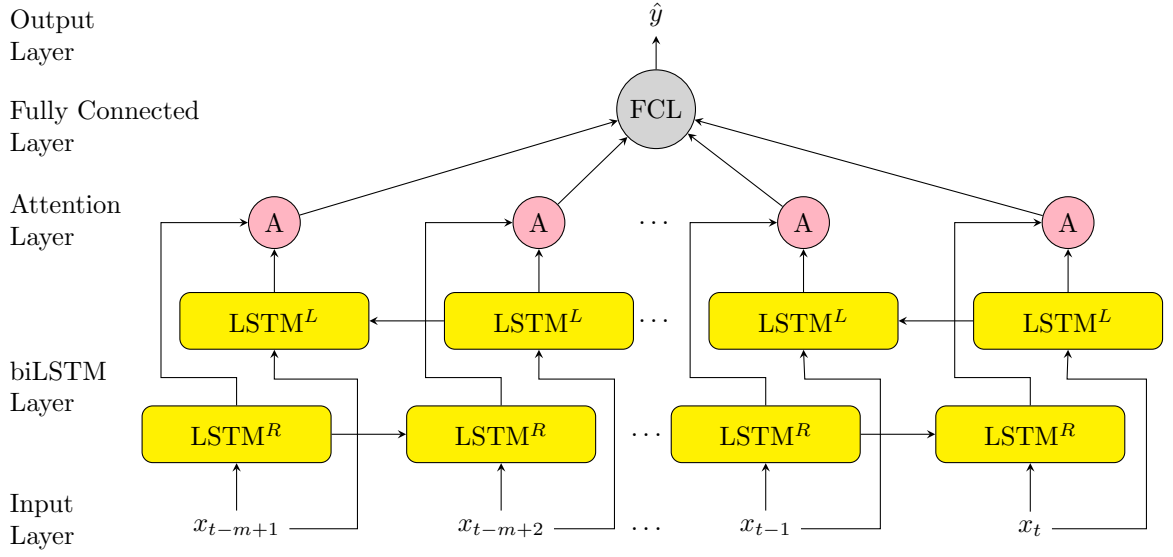 Output
Layer
ŷ
Fully Connected
Layer
FCL
Attention
Layer
A A ... A A
LSTM^L LSTM^L ... LSTM^L LSTM^L
biLSTM
Layer
LSTM^R LSTM^R ... LSTM^R LSTM^R
Input
Layer
x_{t−m+1} x_{t−m+2} ... x_{t−1} x_t